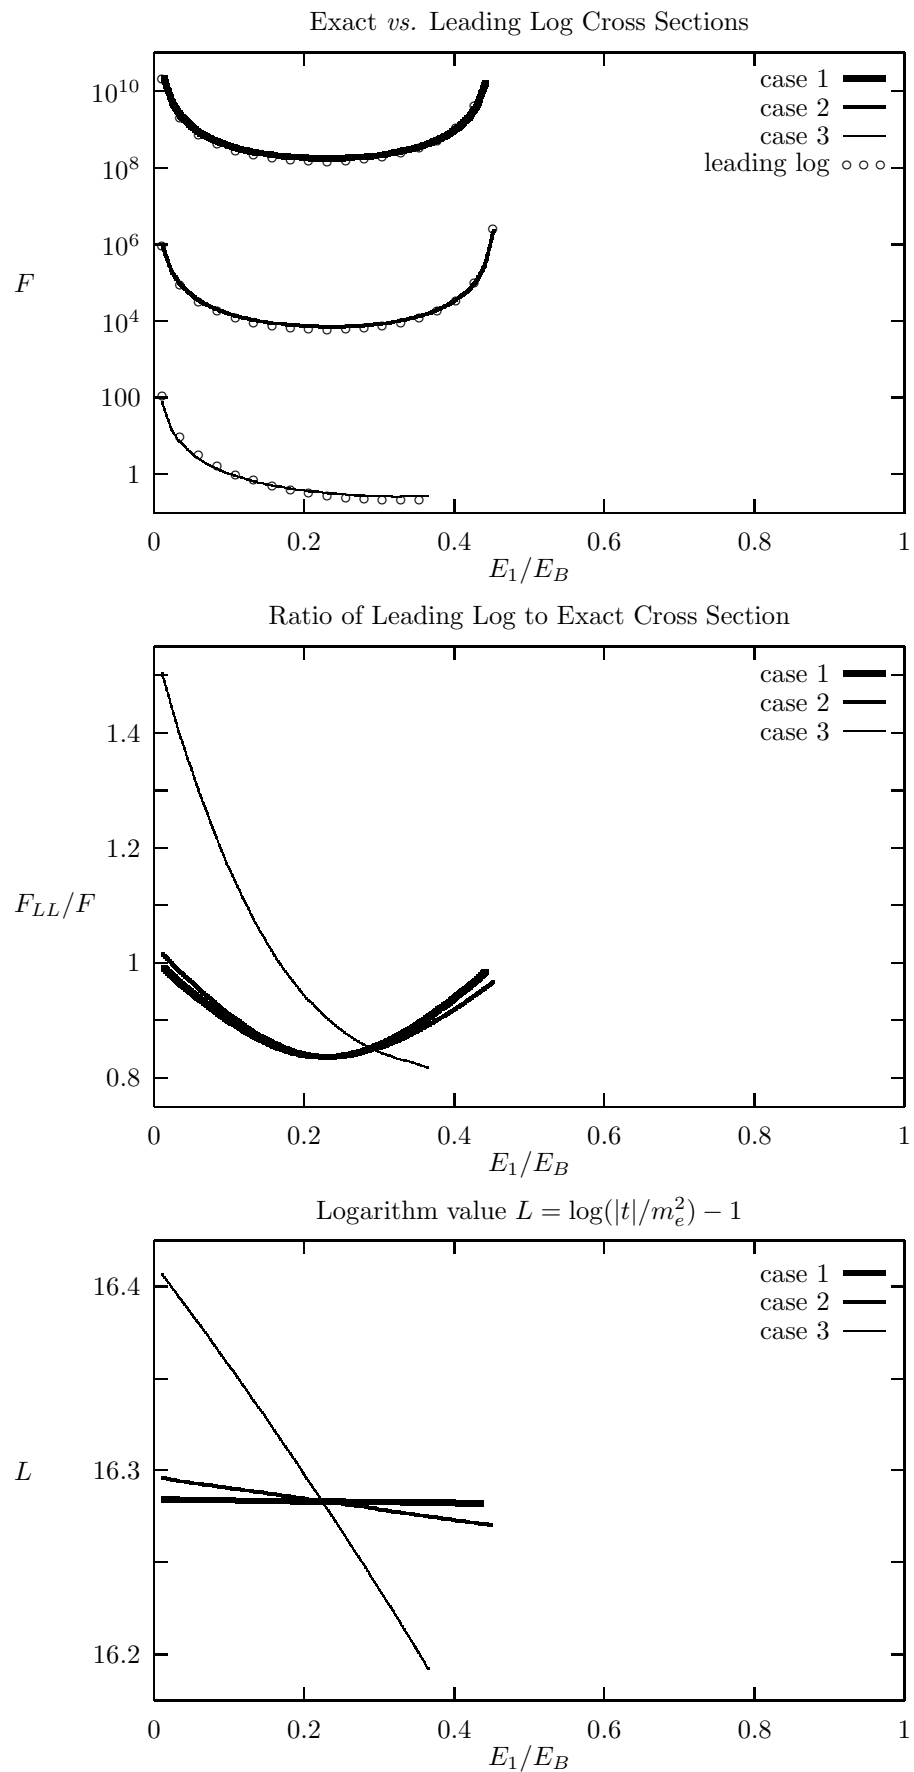 Exact vs. Leading Log Cross Sections
case 1
case 2
case 3
leading log
10^{10}
10^8
10^6
10^4
100
1
F
0 0.2 0.4 0.6 0.8 1
E_1/E_B
Ratio of Leading Log to Exact Cross Section
case 1
case 2
case 3
1.4
1.2
1
0.8
F_{LL}/F
0 0.2 0.4 0.6 0.8 1
E_1/E_B
Logarithm value L = log(|t|/m_e^2) − 1
case 1
case 2
case 3
16.4
16.3
16.2
L
0 0.2 0.4 0.6 0.8 1
E_1/E_B